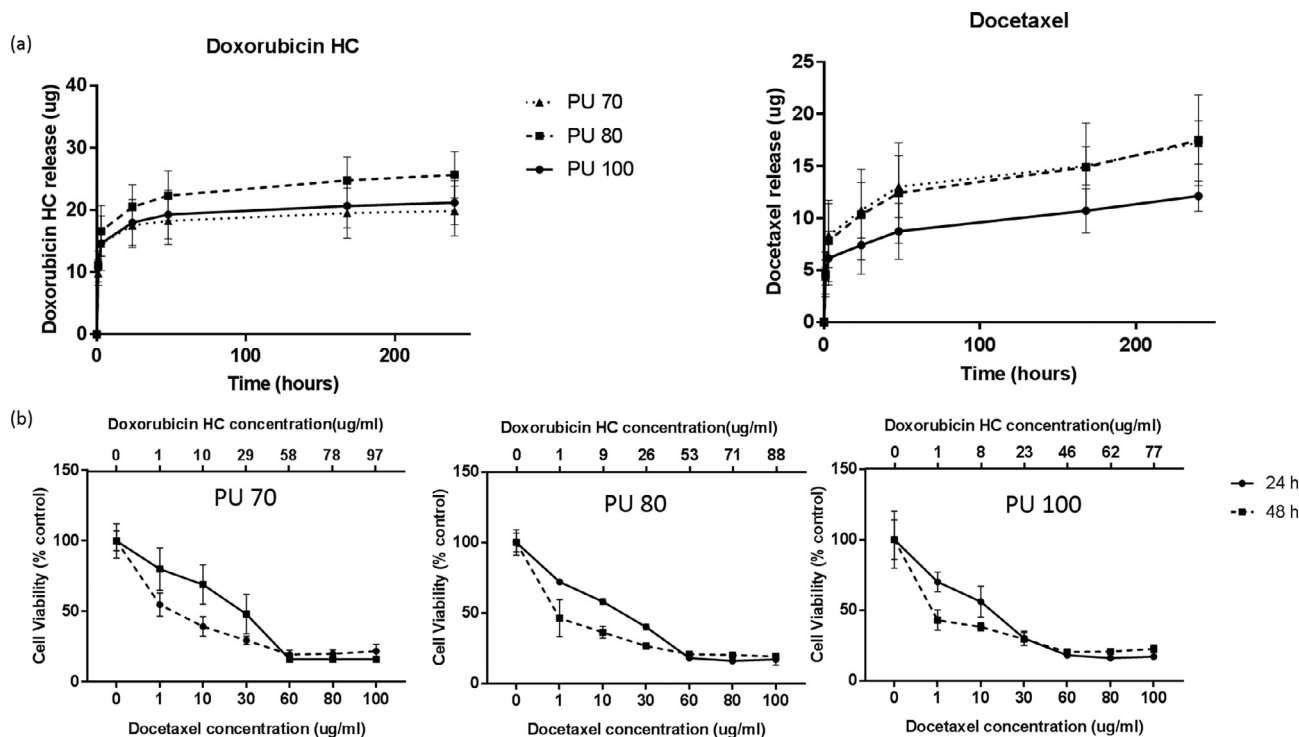 (a)
Doxorubicin HC
Doxorubicin HC release (ug)
40
30
20
10
0
0 100 200
Time (hours)
PU 70
PU 80
PU 100
Docetaxel
Docetaxel release (ug)
25
20
15
10
5
0
0 100 200
Time (hours)
(b)
Doxorubicin HC concentration(ug/ml)
0 1 10 29 58 78 97
PU 70
Cell Viability (% control)
150
100
50
0
0 1 10 30 60 80 100
Docetaxel concentration (ug/ml)
Doxorubicin HC concentration(ug/ml)
0 1 9 26 53 71 88
PU 80
Cell Viability (% control)
150
100
50
0
0 1 10 30 60 80 100
Docetaxel concentration (ug/ml)
Doxorubicin HC concentration(ug/ml)
0 1 8 23 46 62 77
PU 100
Cell Viability (% control)
150
100
50
0
0 1 10 30 60 80 100
Docetaxel concentration (ug/ml)
24 h
48 h